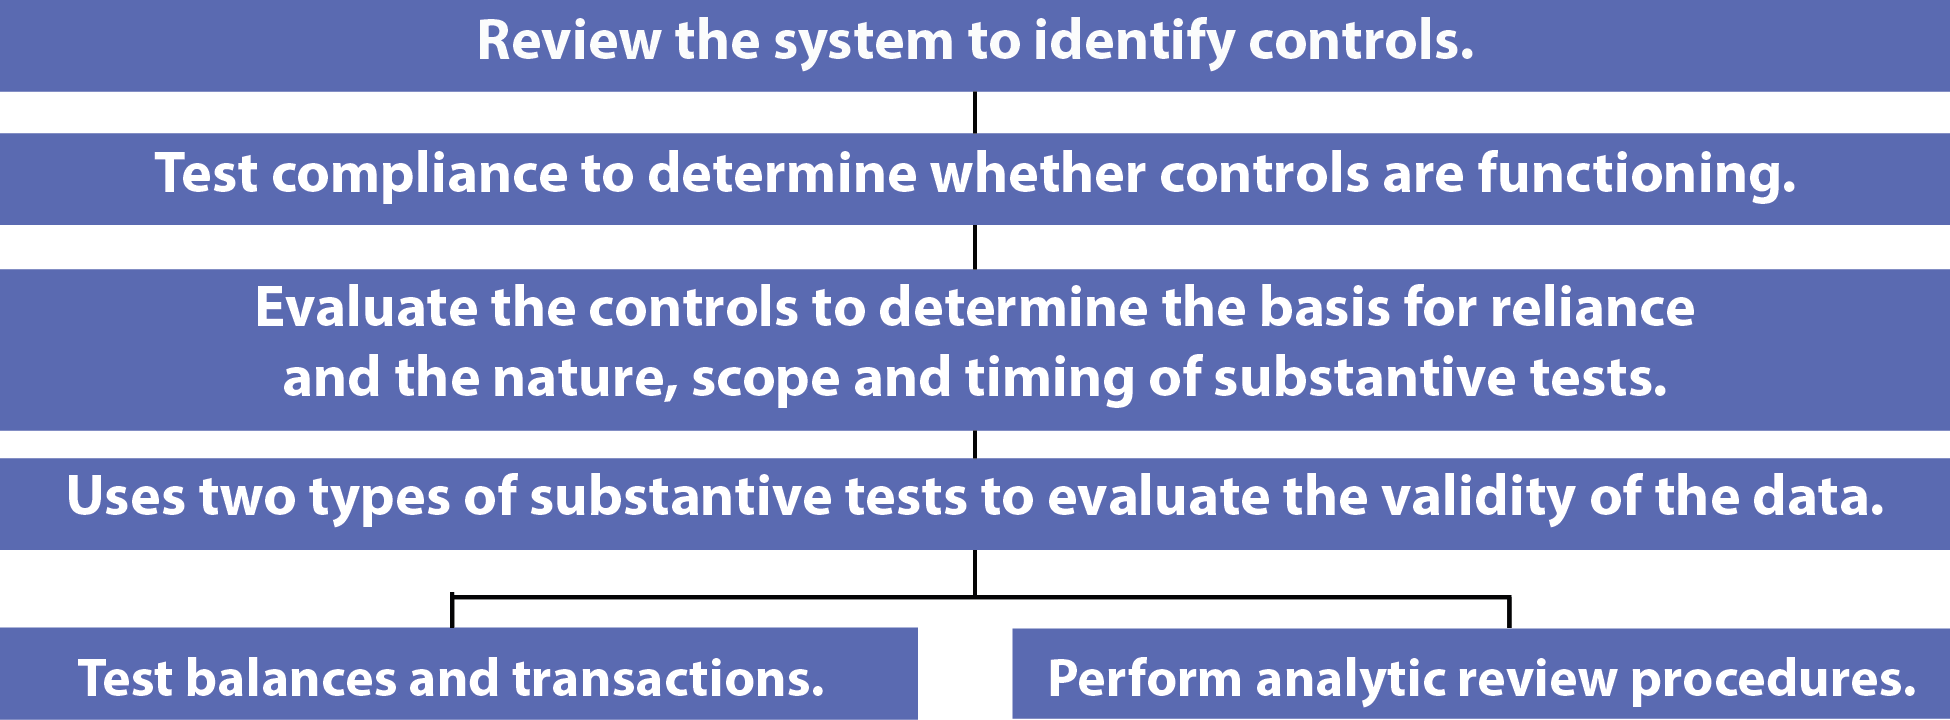 Review the system to identify controls.
Test compliance to determine whether controls are functioning.
Evaluate the controls to determine the basis for reliance
and the nature, scope and timing of substantive tests.
Uses two types of substantive tests to evaluate the validity of the data.
Test balances and transactions.
Perform analytic review procedures.